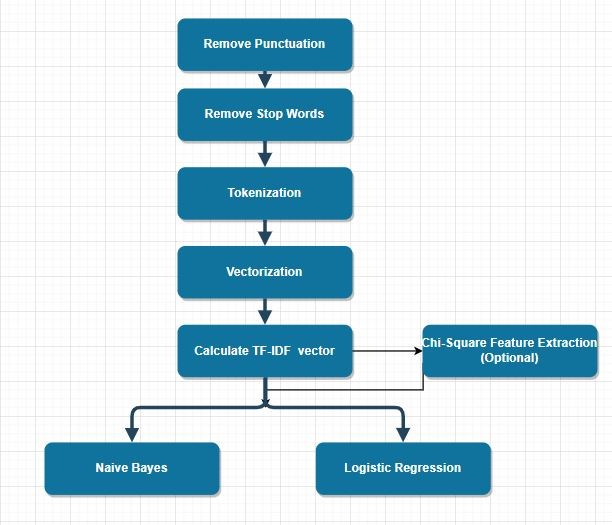 Remove Punctuation
Remove Stop Words
Tokenization
Vectorization
Calculate TF-IDF vector
Chi-Square Feature Extraction
(Optional)
Naive Bayes
Logistic Regression